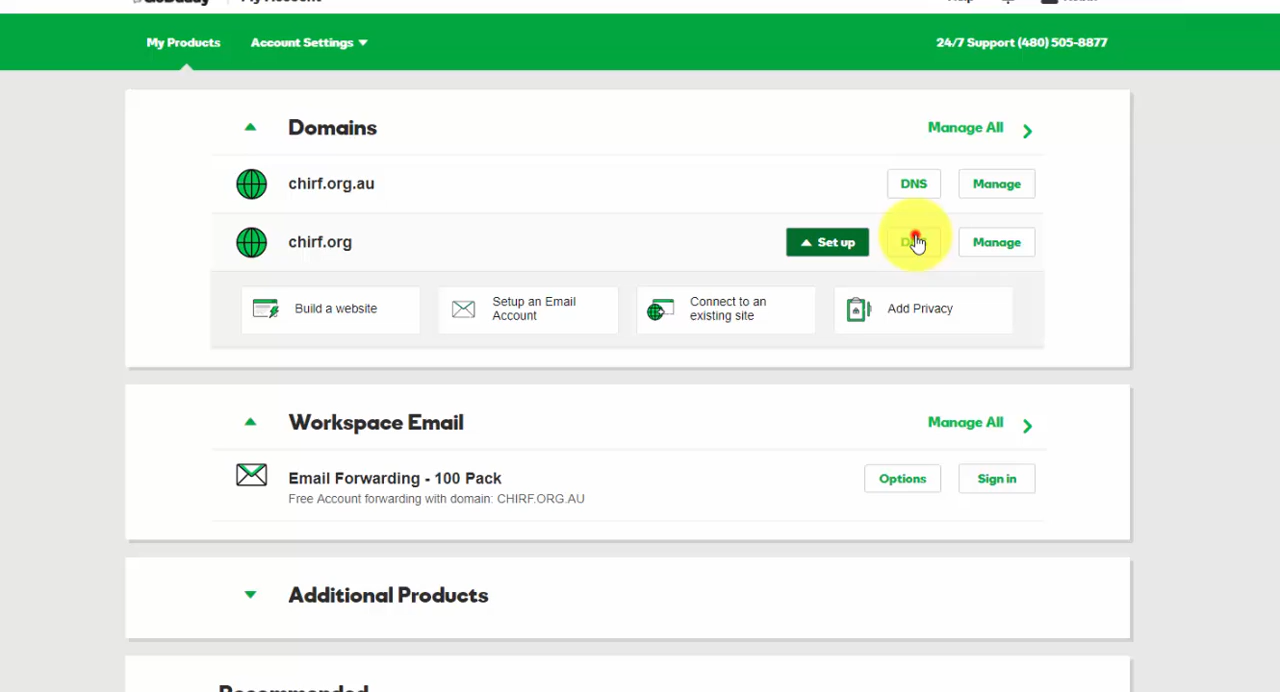 My Products Account Settings 24/7 Support (480) 505-8877
Domains Manage All
chirf.org.au DNS Manage
chirf.org Set up Manage
Build a website
Setup an Email
Account
Connect to an
existing site
Add Privacy
Workspace Email Manage All
Email Forwarding - 100 Pack Options Sign in
Free Account forwarding with domain: CHIRF.ORG.AU
Additional Products
Recommended